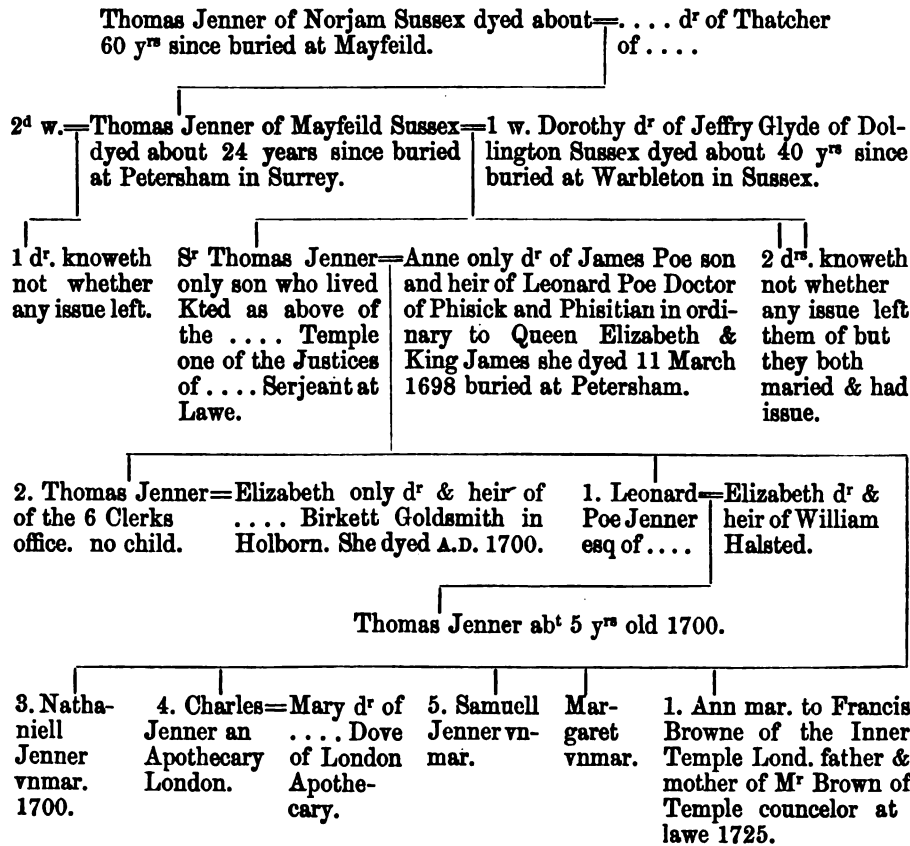 Thomas Jenner of Norjam Sussex dyed about=. . . . dʳ of Thatcher
60 yʳˢ since buried at Mayfeild. of . . . .
2ᵈ w.=Thomas Jenner of Mayfeild Sussex=1 w. Dorothy dʳ of Jeffry Glyde of Dol-
dyed about 24 years since buried
at Petersham in Surrey.
lington Sussex dyed about 40 yʳˢ since
buried at Warbleton in Sussex.
1 dʳ. knoweth
not whether
any issue left.
Sʳ Thomas Jenner=
only son who lived
Kted as above of
the . . . . Temple
one of the Justices
of . . . . Serjeant at
Lawe.
Anne only dʳ of James Poe son
and heir of Leonard Poe Doctor
of Phisick and Phisitian in ordi-
nary to Queen Elizabeth &
King James she dyed 11 March
1698 buried at Petersham.
2 dʳˢ. knoweth
not whether
any issue left
them of but
they both
maried & had
issue.
2. Thomas Jenner=
of the 6 Clerks
office. no child.
Elizabeth only dʳ & heir of
. . . . Birkett Goldsmith in
Holborn. She dyed A.D. 1700.
1. Leonard=
Poe Jenner
esq of . . . .
Elizabeth dʳ &
heir of William
Halsted.
Thomas Jenner abᵗ 5 yʳˢ old 1700.
3. Natha-
niell
Jenner
vnmar.
1700.
4. Charles=
Jenner an
Apothecary
London.
Mary dʳ of
. . . . Dove
of London
Apothe-
cary.
5. Samuell
Jenner vn-
mar.
Mar-
garet
vnmar.
1. Ann mar. to Francis
Browne of the Inner
Temple Lond. father &
mother of Mʳ Brown of
Temple councelor at
lawe 1725.